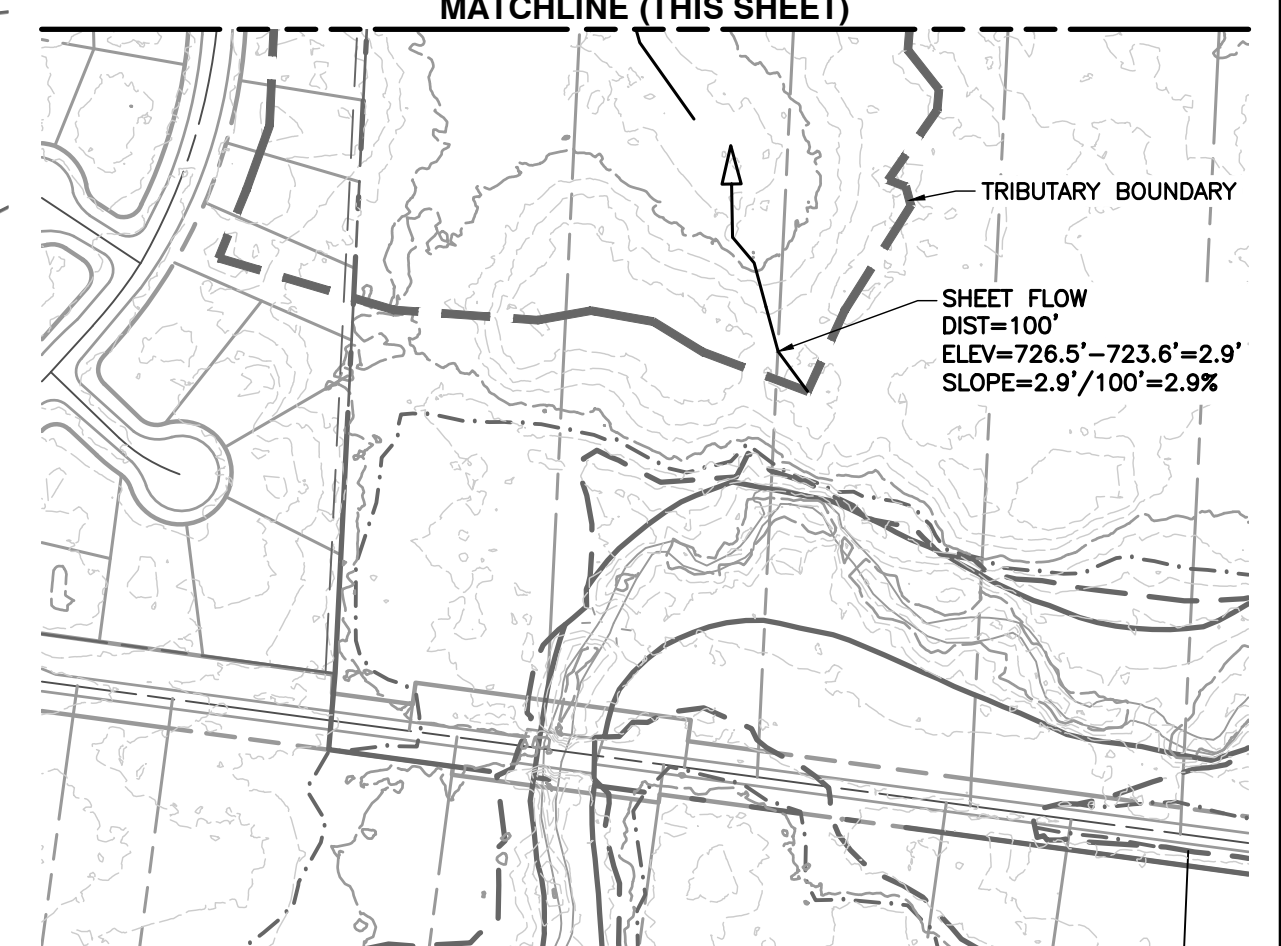 MATCHLINE (THIS SHEET)
TRIBUTARY BOUNDARY
SHEET FLOW
DIST=100'
ELEV=726.5'-723.6'=2.9'
SLOPE=2.9'/100'=2.9%